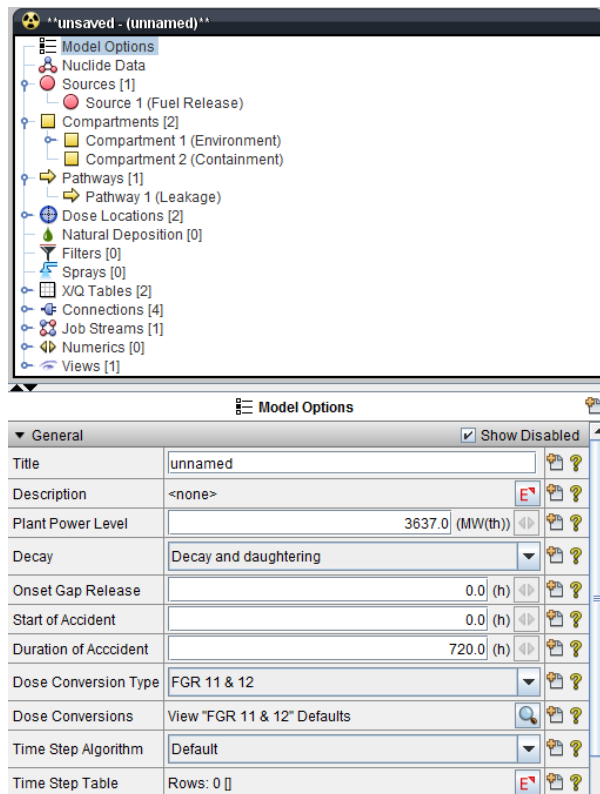 **unsaved - (unnamed)**
Model Options
Nuclide Data
Sources [1]
Source 1 (Fuel Release)
Compartments [2]
Compartment 1 (Environment)
Compartment 2 (Containment)
Pathways [1]
Pathway 1 (Leakage)
Dose Locations [2]
Natural Deposition [0]
Filters [0]
Sprays [0]
X/Q Tables [2]
Connections [4]
Job Streams [1]
Numerics [0]
Views [1]
Model Options
General Show Disabled
Title unnamed ?
Description <none> E ?
Plant Power Level 3637.0 (MW(th)) ?
Decay Decay and daughtering ?
Onset Gap Release 0.0 (h) ?
Start of Accident 0.0 (h) ?
Duration of Acccident 720.0 (h) ?
Dose Conversion Type FGR 11 & 12 ?
Dose Conversions View "FGR 11 & 12" Defaults ?
Time Step Algorithm Default ?
Time Step Table Rows: 0 [] E ?